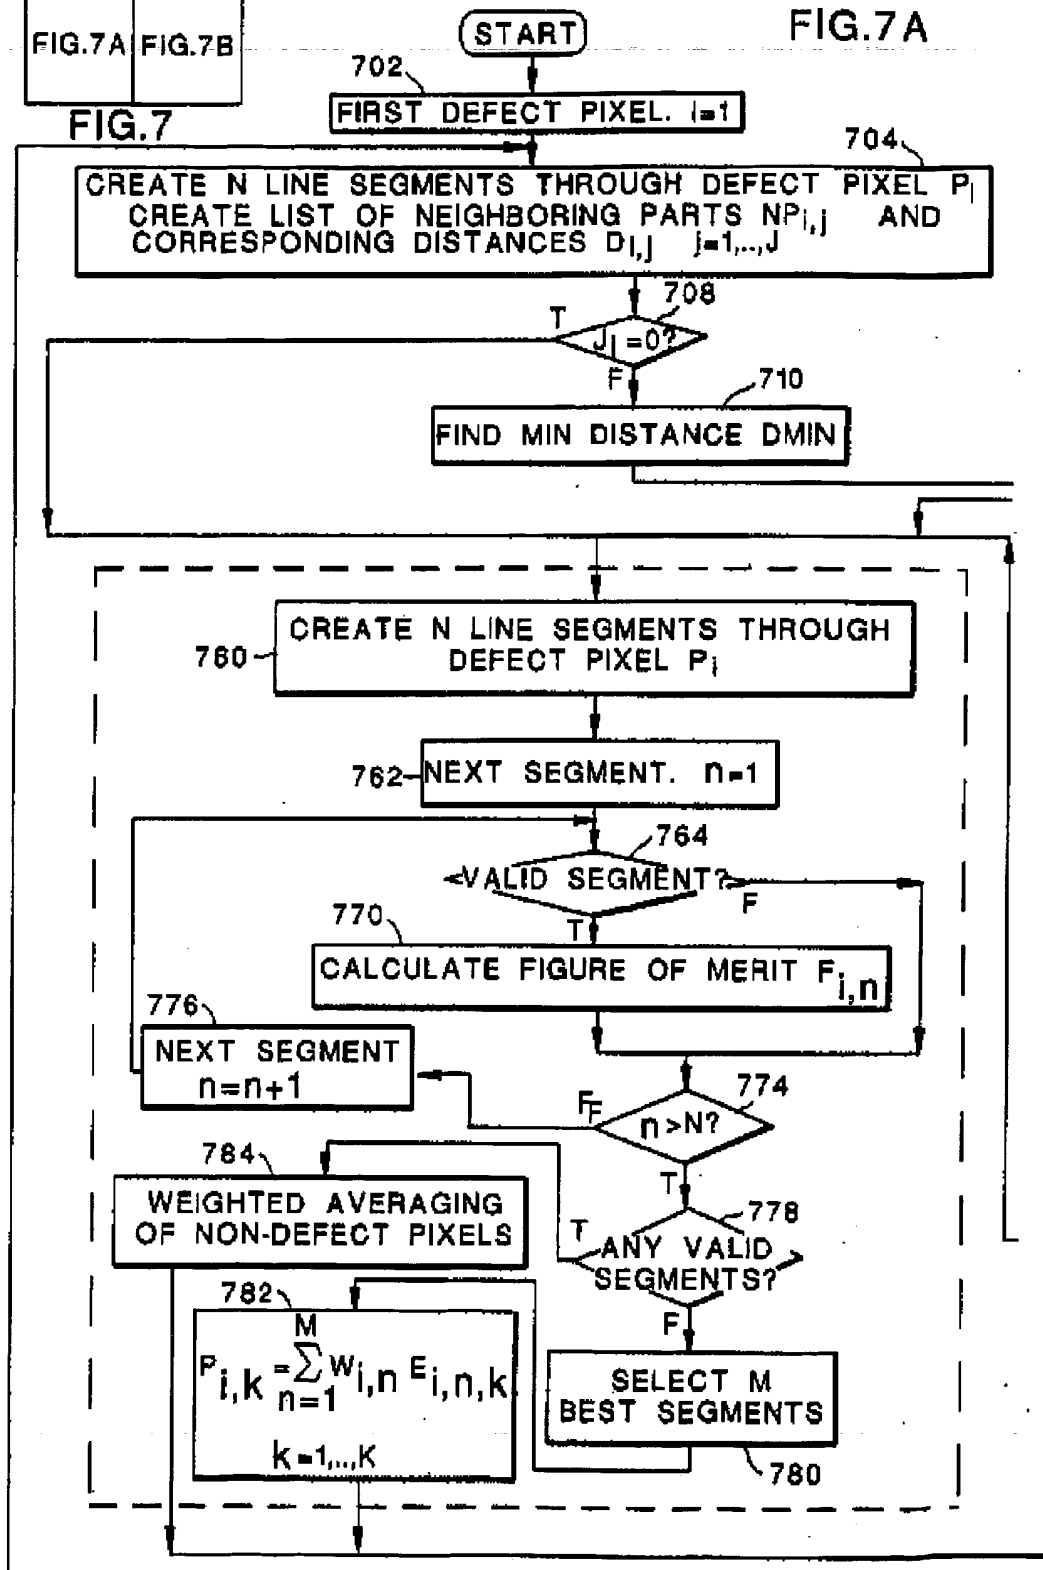 FIG.7A FIG.7B
FIG.7
START
FIG.7A
702
FIRST DEFECT PIXEL. i=1
704
CREATE N LINE SEGMENTS THROUGH DEFECT PIXEL Pi
CREATE LIST OF NEIGHBORING PARTS NPi,j AND
CORRESPONDING DISTANCES Di,j j=1,..,J
708
T
Ji=0?
F
710
FIND MIN DISTANCE DMIN
760
CREATE N LINE SEGMENTS THROUGH
DEFECT PIXEL Pi
762
NEXT SEGMENT. n=1
764
VALID SEGMENT?
F
T
770
CALCULATE FIGURE OF MERIT Fi,n
776
NEXT SEGMENT
n=n+1
774
FF
n>N?
T
784
WEIGHTED AVERAGING
OF NON-DEFECT PIXELS
778
T
ANY VALID
SEGMENTS?
F
782
M
Pi,k = Σ Wi,n Ei,n,k
n=1
k=1,..,K
SELECT M
BEST SEGMENTS
780